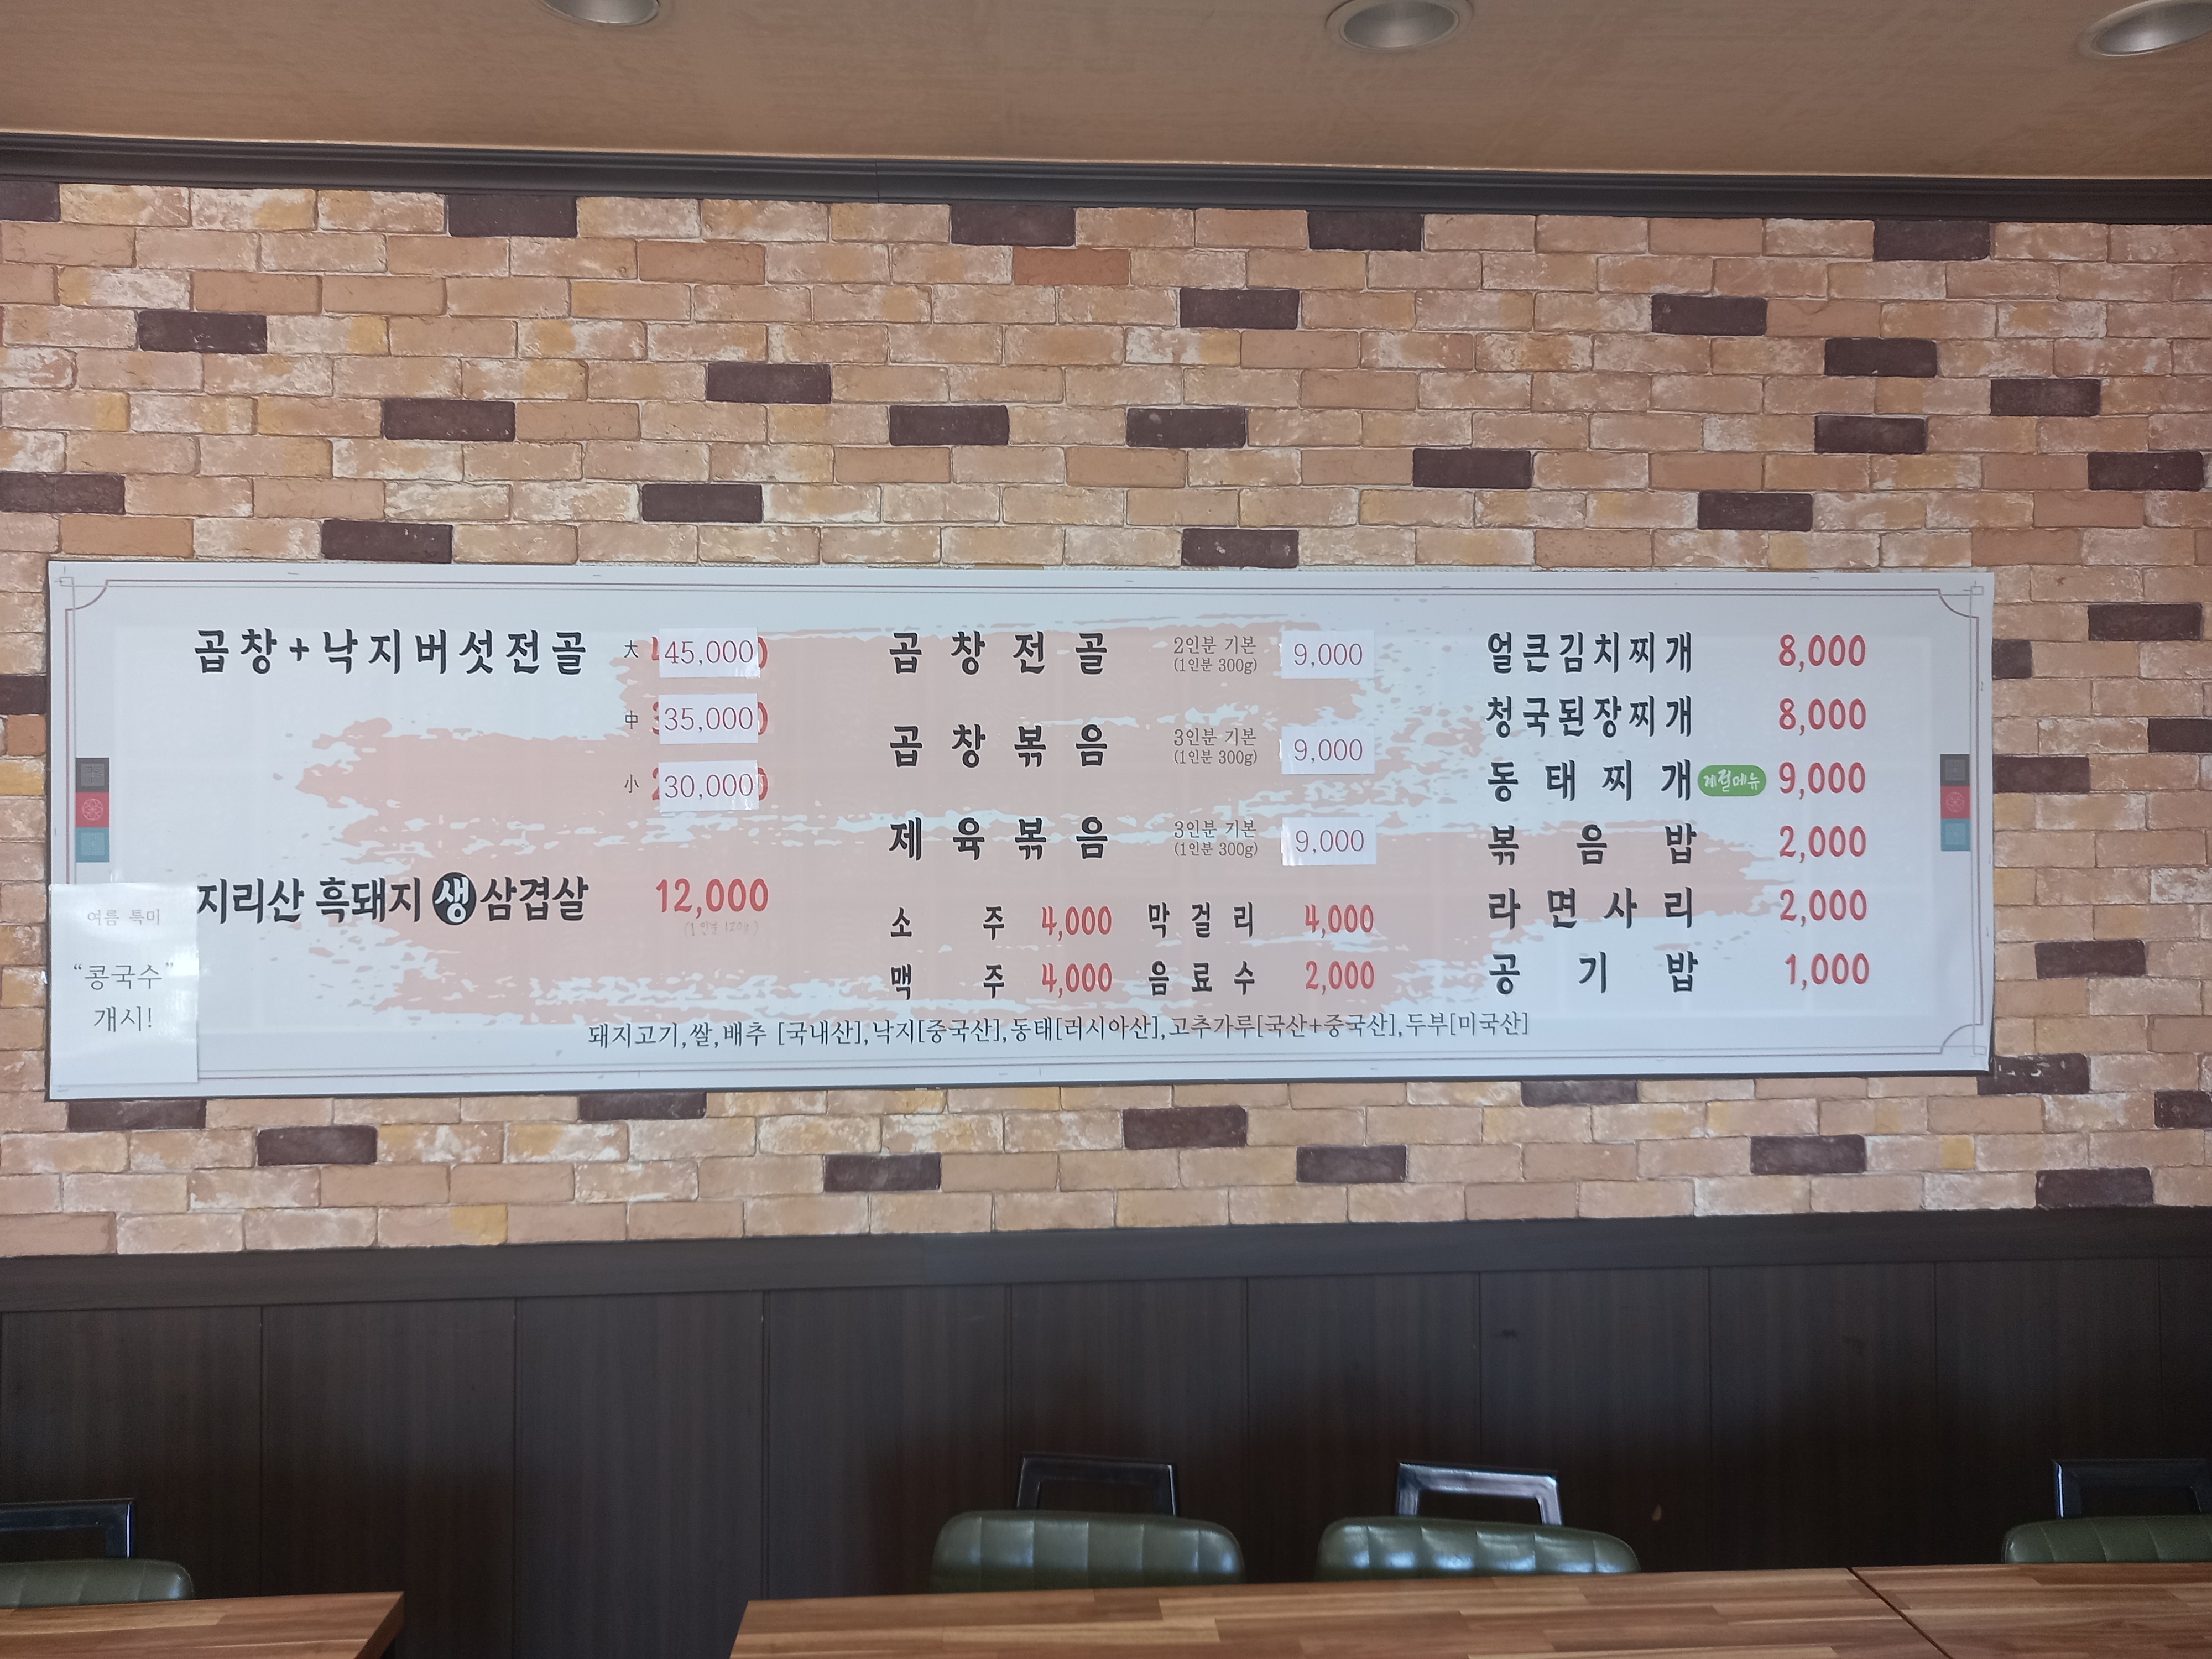 곱창+낙지버섯전골 大 45,000
中 35,000
小 30,000
지리산 흑돼지 생삼겹살 12,000
(1인분 120g)
여름 특미
“콩국수”
개시!
곱창전골 2인분 기본 (1인분 300g) 9,000
곱창볶음 3인분 기본 (1인분 300g) 9,000
제육볶음 3인분 기본 (1인분 300g) 9,000
소주 4,000 막걸리 4,000
맥주 4,000 음료수 2,000
얼큰김치찌개 8,000
청국된장찌개 8,000
동태찌개 계절메뉴 9,000
볶음밥 2,000
라면사리 2,000
공기밥 1,000
돼지고기,쌀,배추 [국내산],낙지[중국산],동태[러시아산],고추가루[국산+중국산],두부[미국산]